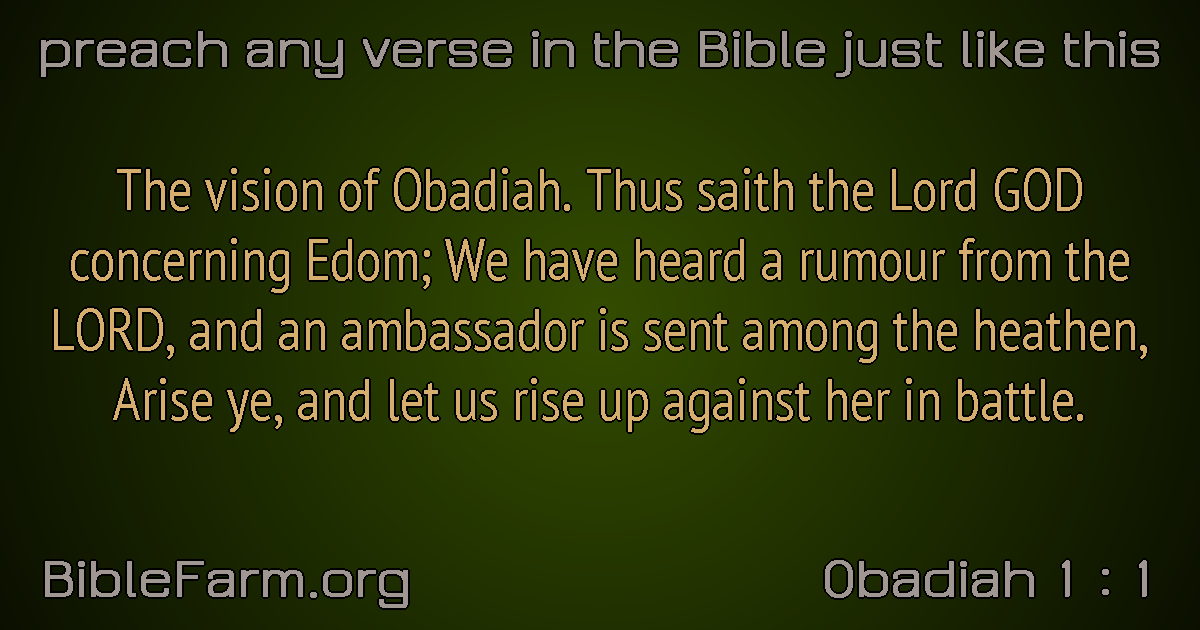 preach any verse in the Bible just like this
The vision of Obadiah. Thus saith the Lord GOD
concerning Edom; We have heard a rumour from the
LORD, and an ambassador is sent among the heathen,
Arise ye, and let us rise up against her in battle.
BibleFarm.org
Obadiah 1 : 1